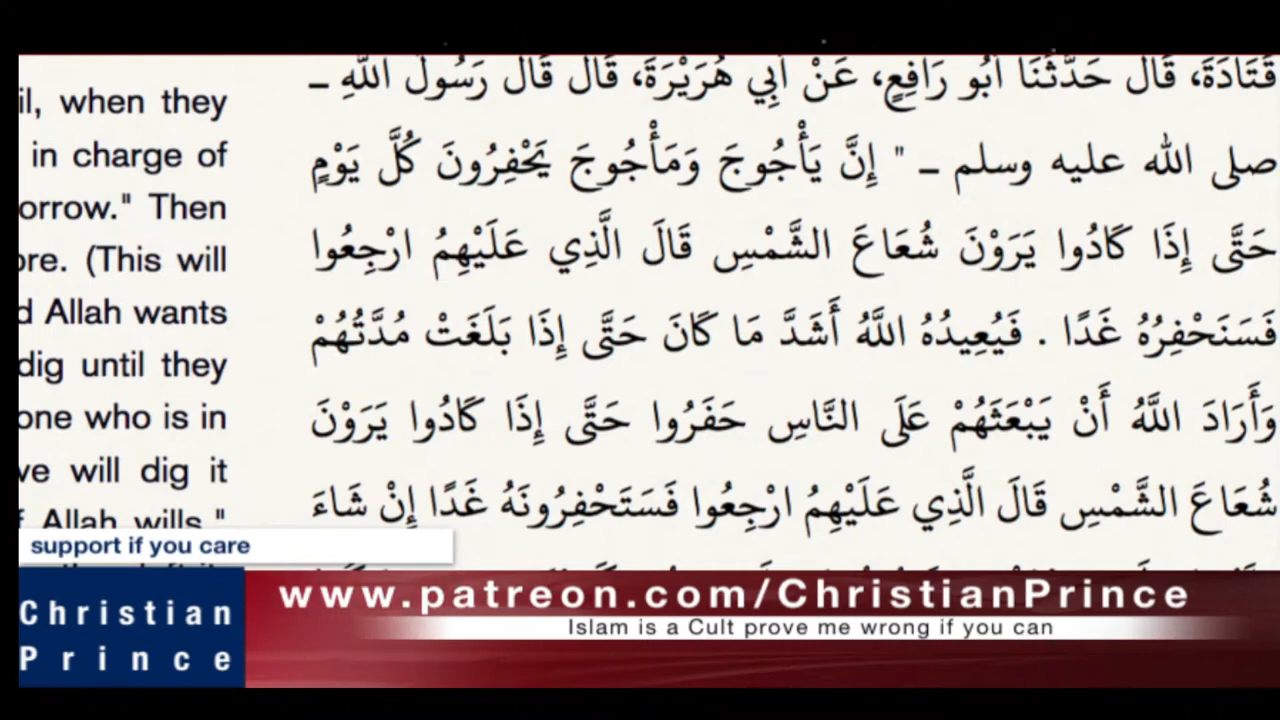 il, when they
in charge of
orrow." Then
ore. (This will
d Allah wants
dig until they
one who is in
we will dig it
f Allah wills."
قَتَادَةَ، قَالَ حَدَّثَنَا أَبُو رَافِعٍ، عَنْ أَبِي هُرَيْرَةَ، قَالَ قَالَ رَسُولُ اللَّهِ ـ
صلى الله عليه وسلم ـ " إِنَّ يَأْجُوجَ وَمَأْجُوجَ يَحْفِرُونَ كُلَّ يَوْمٍ
حَتَّى إِذَا كَادُوا يَرَوْنَ شُعَاعَ الشَّمْسِ قَالَ الَّذِي عَلَيْهِمُ ارْجِعُوا
فَسَنَحْفِرُهُ غَدًا . فَيُعِيدُهُ اللَّهُ أَشَدَّ مَا كَانَ حَتَّى إِذَا بَلَغَتْ مُدَّتُهُمْ
وَأَرَادَ اللَّهُ أَنْ يَبْعَثَهُمْ عَلَى النَّاسِ حَفَرُوا حَتَّى إِذَا كَادُوا يَرَوْنَ
شُعَاعَ الشَّمْسِ قَالَ الَّذِي عَلَيْهِمُ ارْجِعُوا فَسَتَحْفِرُونَهُ غَدًا إِنْ شَاءَ
support if you care
Christian
Prince
www.patreon.com/ChristianPrince
Islam is a Cult prove me wrong if you can